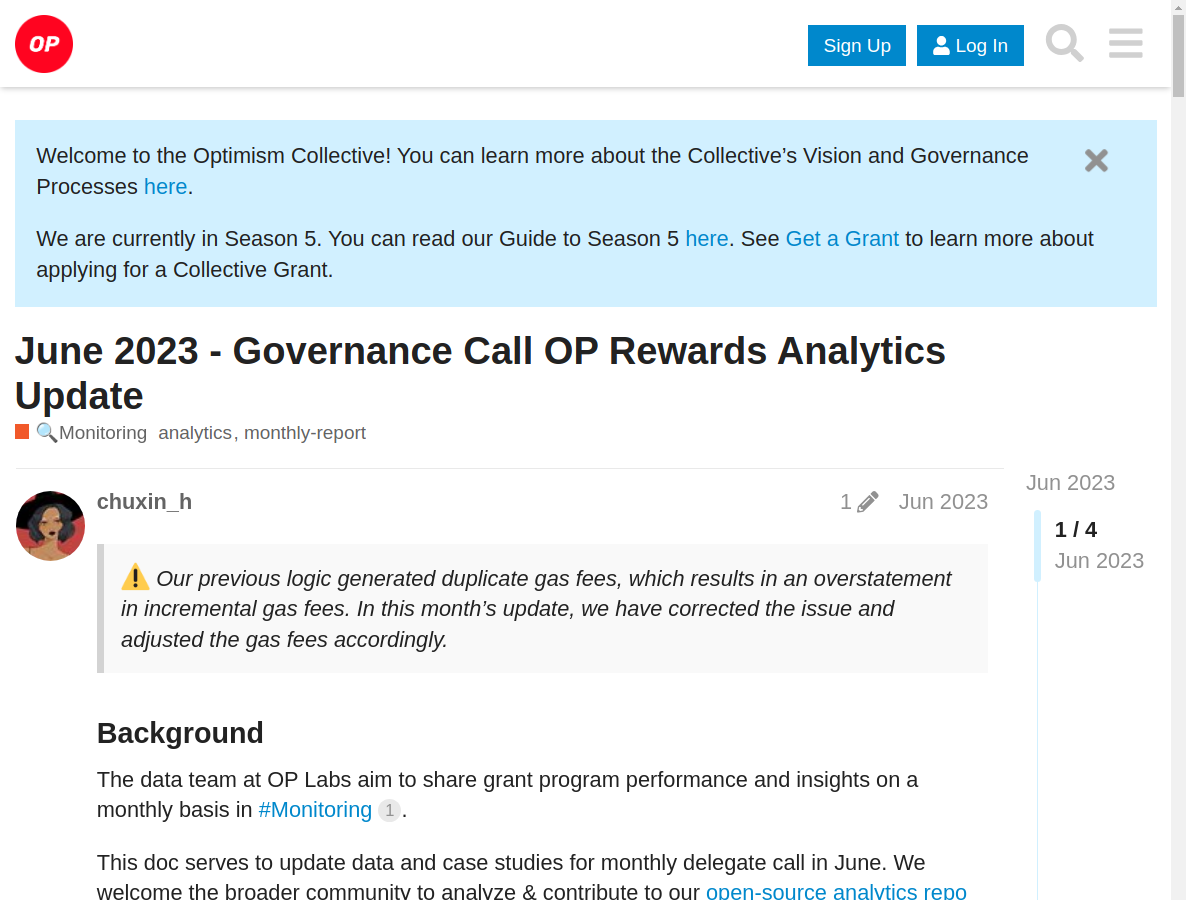 OP
Sign Up
Log In
Welcome to the Optimism Collective! You can learn more about the Collective’s Vision and Governance
Processes here.
We are currently in Season 5. You can read our Guide to Season 5 here. See Get a Grant to learn more about
applying for a Collective Grant.
June 2023 - Governance Call OP Rewards Analytics
Update
🔍Monitoring analytics, monthly-report
chuxin_h
1
Jun 2023
Jun 2023
1 / 4
Jun 2023
⚠️ Our previous logic generated duplicate gas fees, which results in an overstatement
in incremental gas fees. In this month’s update, we have corrected the issue and
adjusted the gas fees accordingly.
Background
The data team at OP Labs aim to share grant program performance and insights on a
monthly basis in #Monitoring 1.
This doc serves to update data and case studies for monthly delegate call in June. We
welcome the broader community to analyze & contribute to our open-source analytics repo